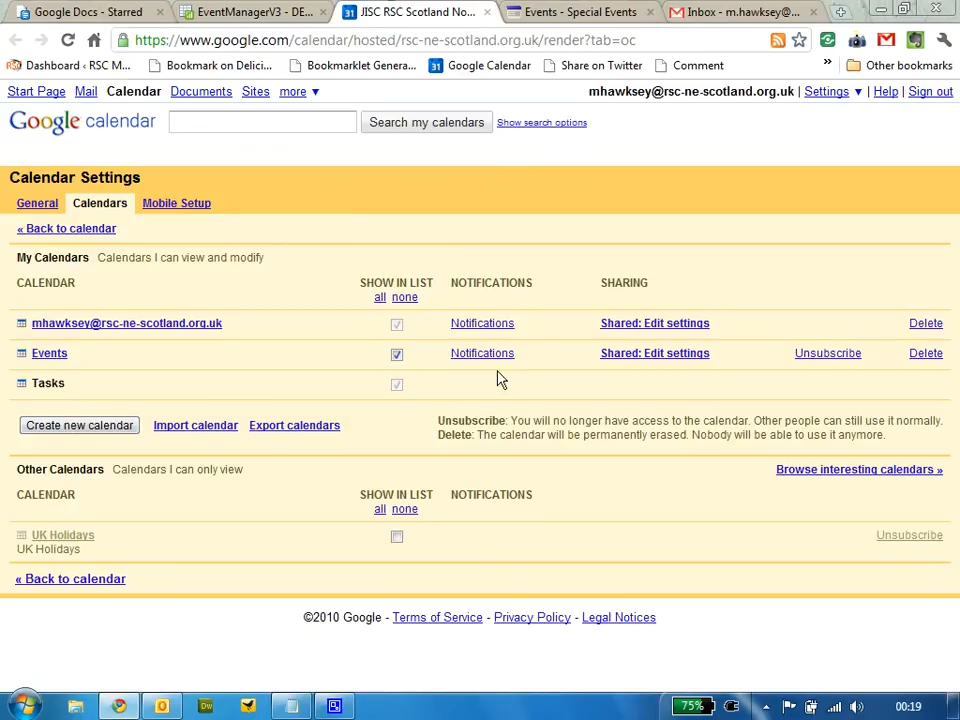 Google Docs - Starred
EventManagerV3 - DE...
31 JISC RSC Scotland No...
Events - Special Events
Inbox - m.hawksey@...
https://www.google.com/calendar/hosted/rsc-ne-scotland.org.uk/render?tab=oc
Dashboard ‹ RSC M...
Bookmark on Delici...
Bookmarklet Genera...
31 Google Calendar
Share on Twitter
Comment
»
Other bookmarks
Start Page Mail Calendar Documents Sites more ▼
mhawksey@rsc-ne-scotland.org.uk | Settings ▼ | Help | Sign out
Google calendar
Search my calendars
Show search options
Calendar Settings
General Calendars Mobile Setup
« Back to calendar
My Calendars Calendars I can view and modify
CALENDAR SHOW IN LIST NOTIFICATIONS SHARING
all none
mhawksey@rsc-ne-scotland.org.uk Notifications Shared: Edit settings Delete
Events Notifications Shared: Edit settings Unsubscribe Delete
Tasks
Create new calendar Import calendar Export calendars
Unsubscribe: You will no longer have access to the calendar. Other people can still use it normally.
Delete: The calendar will be permanently erased. Nobody will be able to use it anymore.
Other Calendars Calendars I can only view
Browse interesting calendars »
CALENDAR SHOW IN LIST NOTIFICATIONS
all none
UK Holidays Unsubscribe
UK Holidays
« Back to calendar
©2010 Google - Terms of Service - Privacy Policy - Legal Notices
Dw
75%
00:19